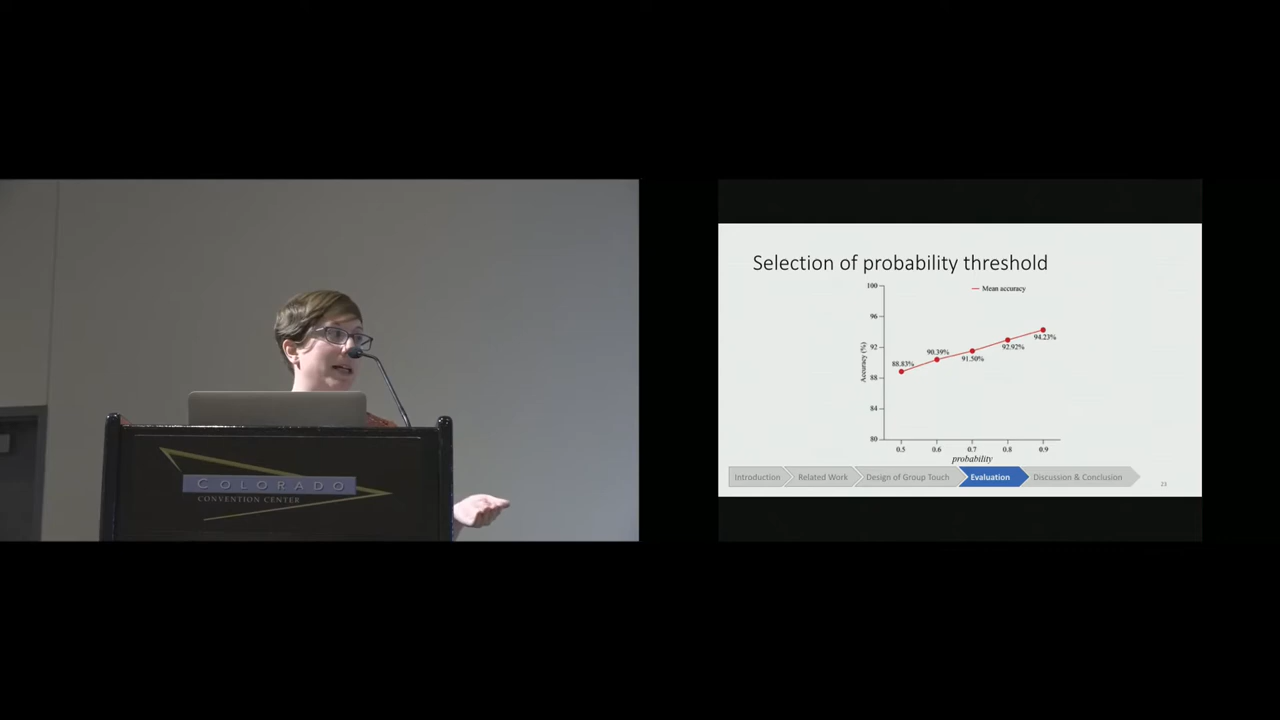 COLORADO
CONVENTION CENTER
Selection of probability threshold
100
96
92
88
84
80
Accuracy (%)
Mean accuracy
88.83%
90.39%
91.50%
92.92%
94.23%
0.5 0.6 0.7 0.8 0.9
probability
Introduction Related Work Design of Group Touch Evaluation Discussion & Conclusion